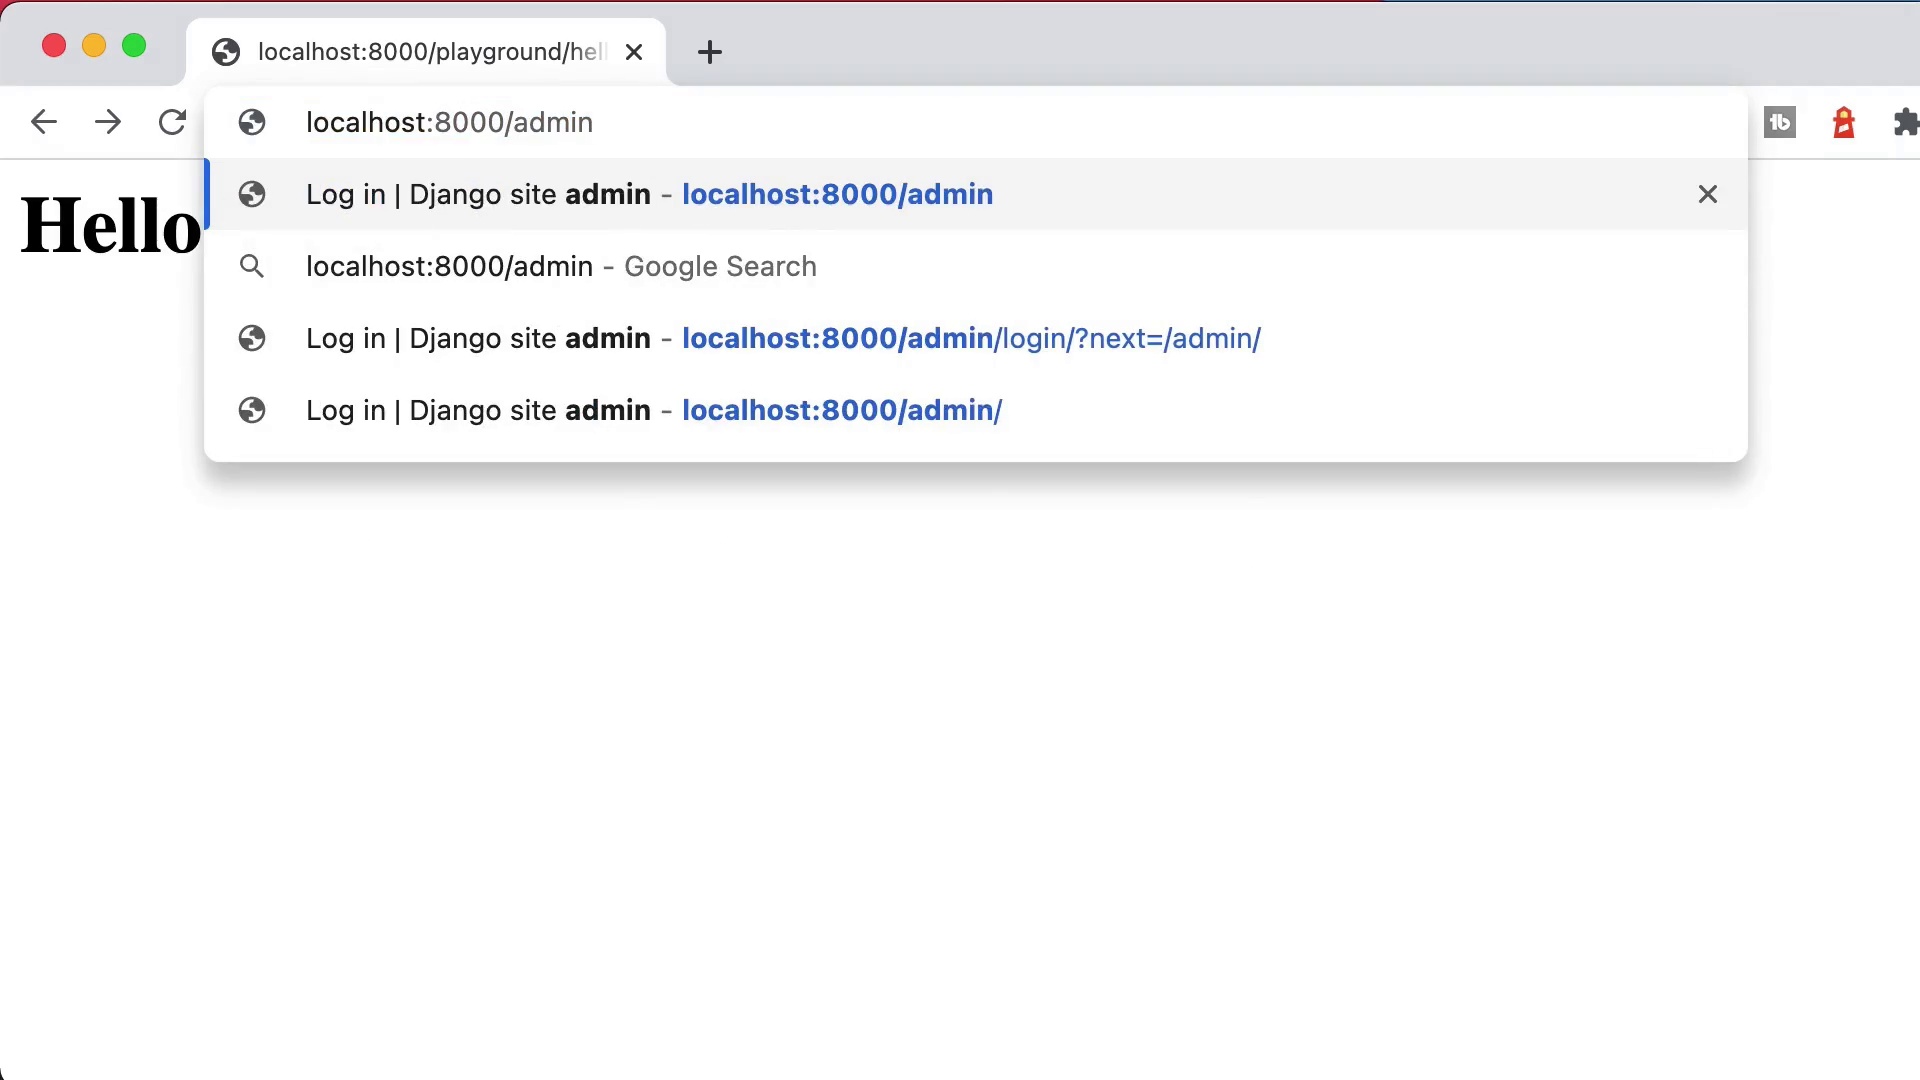 localhost:8000/playground/hell
localhost:8000/admin
Log in | Django site admin - localhost:8000/admin
localhost:8000/admin - Google Search
Log in | Django site admin - localhost:8000/admin/login/?next=/admin/
Log in | Django site admin - localhost:8000/admin/
Hello
tb